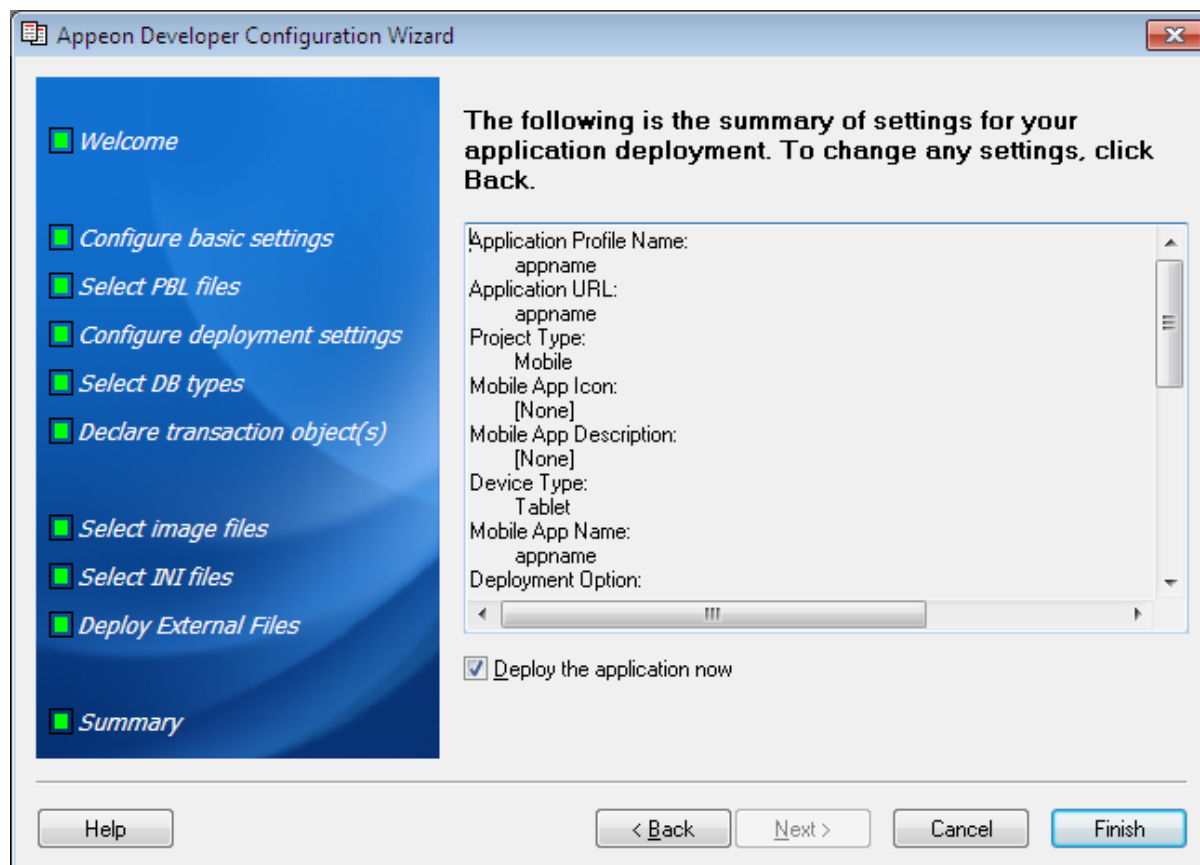 Appeon Developer Configuration Wizard
Welcome
Configure basic settings
Select PBL files
Configure deployment settings
Select DB types
Declare transaction object(s)
Select image files
Select INI files
Deploy External Files
Summary
The following is the summary of settings for your
application deployment. To change any settings, click
Back.
Application Profile Name:
appname
Application URL:
appname
Project Type:
Mobile
Mobile App Icon:
[None]
Mobile App Description:
[None]
Device Type:
Tablet
Mobile App Name:
appname
Deployment Option:
Deploy the application now
Help
< Back
Next >
Cancel
Finish